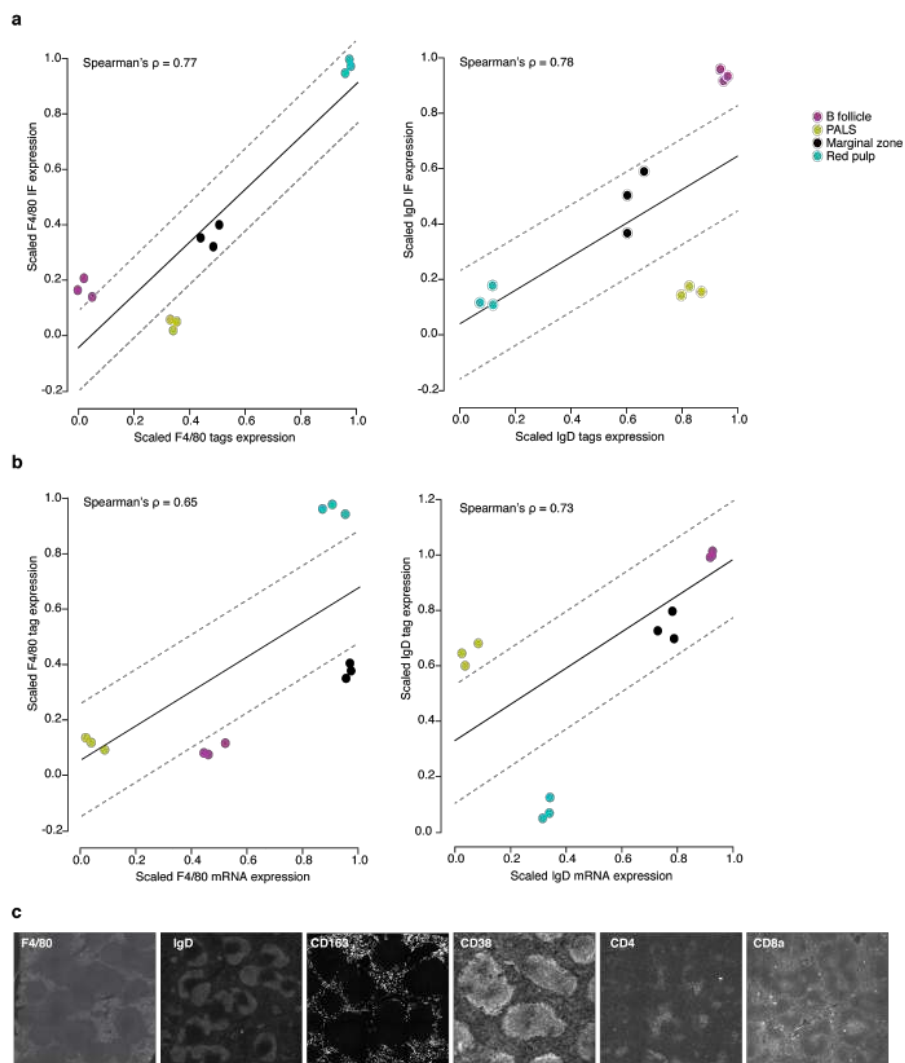 a
Spearman's ρ = 0.77
Scaled F4/80 IF expression
1.0
0.8
0.6
0.4
0.2
0.0
-0.2
0.0 0.2 0.4 0.6 0.8 1.0
Scaled F4/80 tags expression
Spearman's ρ = 0.78
Scaled IgD IF expression
1.0
0.8
0.6
0.4
0.2
0.0
-0.2
0.0 0.2 0.4 0.6 0.8 1.0
Scaled IgD tags expression
B follicle
PALS
Marginal zone
Red pulp
b
Spearman's ρ = 0.65
Scaled F4/80 tag expression
1.0
0.8
0.6
0.4
0.2
0.0
-0.2
0.0 0.2 0.4 0.6 0.8 1.0
Scaled F4/80 mRNA expression
Spearman's ρ = 0.73
Scaled IgD tag expression
1.2
1.0
0.8
0.6
0.4
0.2
0.0
0.0 0.2 0.4 0.6 0.8 1.0
Scaled IgD mRNA expression
c
F4/80 IgD CD163 CD38 CD4 CD8a